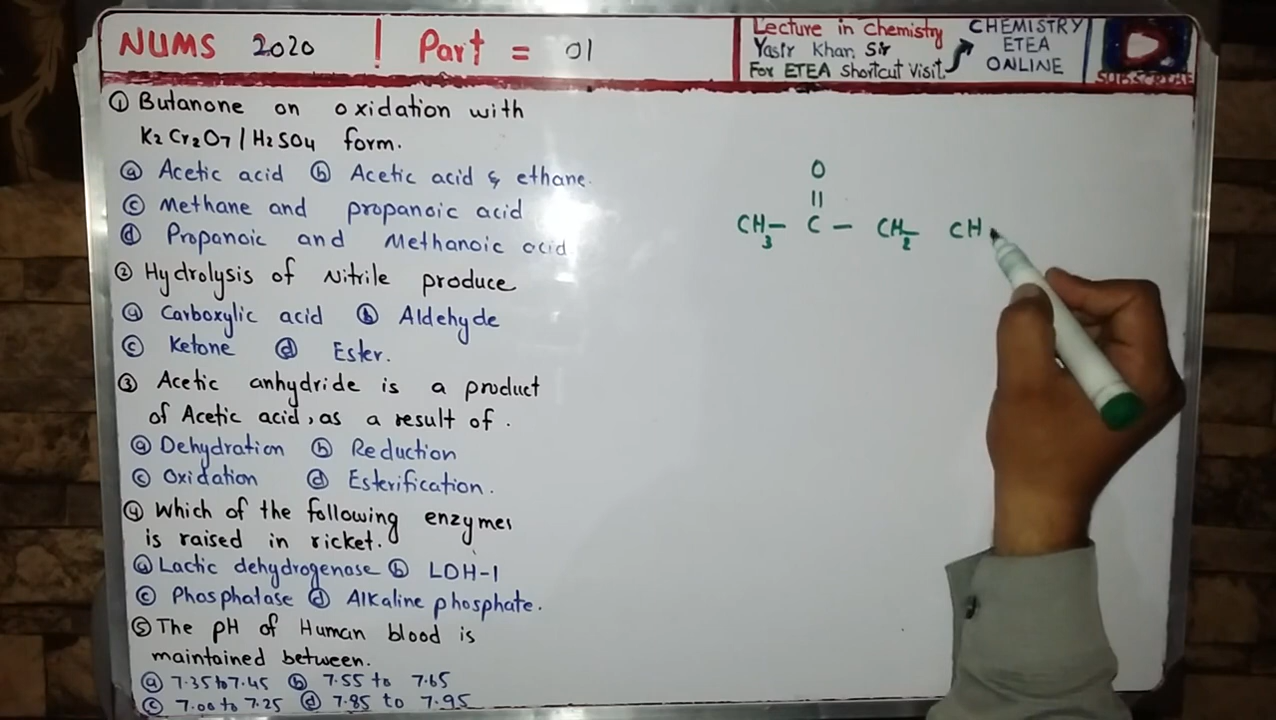 NUMS 2020 ! Part = 01
Lecture in Chemistry
Yasir Khan Sir
For ETEA Shortcut Visit
CHEMISTRY
ETEA
ONLINE
SUBSCRIBE
① Butanone on oxidation with
K2Cr2O7/H2SO4 form.
ⓐ Acetic acid ⓑ Acetic acid & ethane.
ⓒ Methane and propanoic acid
ⓓ Propanoic and Methanoic acid
② Hydrolysis of Nitrile produce
ⓐ Carboxylic acid ⓑ Aldehyde
ⓒ Ketone ⓓ Ester.
③ Acetic anhydride is a product
of Acetic acid, as a result of.
ⓐ Dehydration ⓑ Reduction
ⓒ Oxidation ⓓ Esterification.
④ Which of the following enzymes
is raised in ricket.
ⓐ Lactic dehydrogenase ⓑ LDH-1
ⓒ Phosphatase ⓓ Alkaline phosphate.
⑤ The pH of Human blood is
maintained between.
ⓐ 7.35 to 7.45 ⓑ 7.55 to 7.65
ⓒ 7.00 to 7.25 ⓓ 7.85 to 7.95
O
||
CH3 – C – CH2 CH